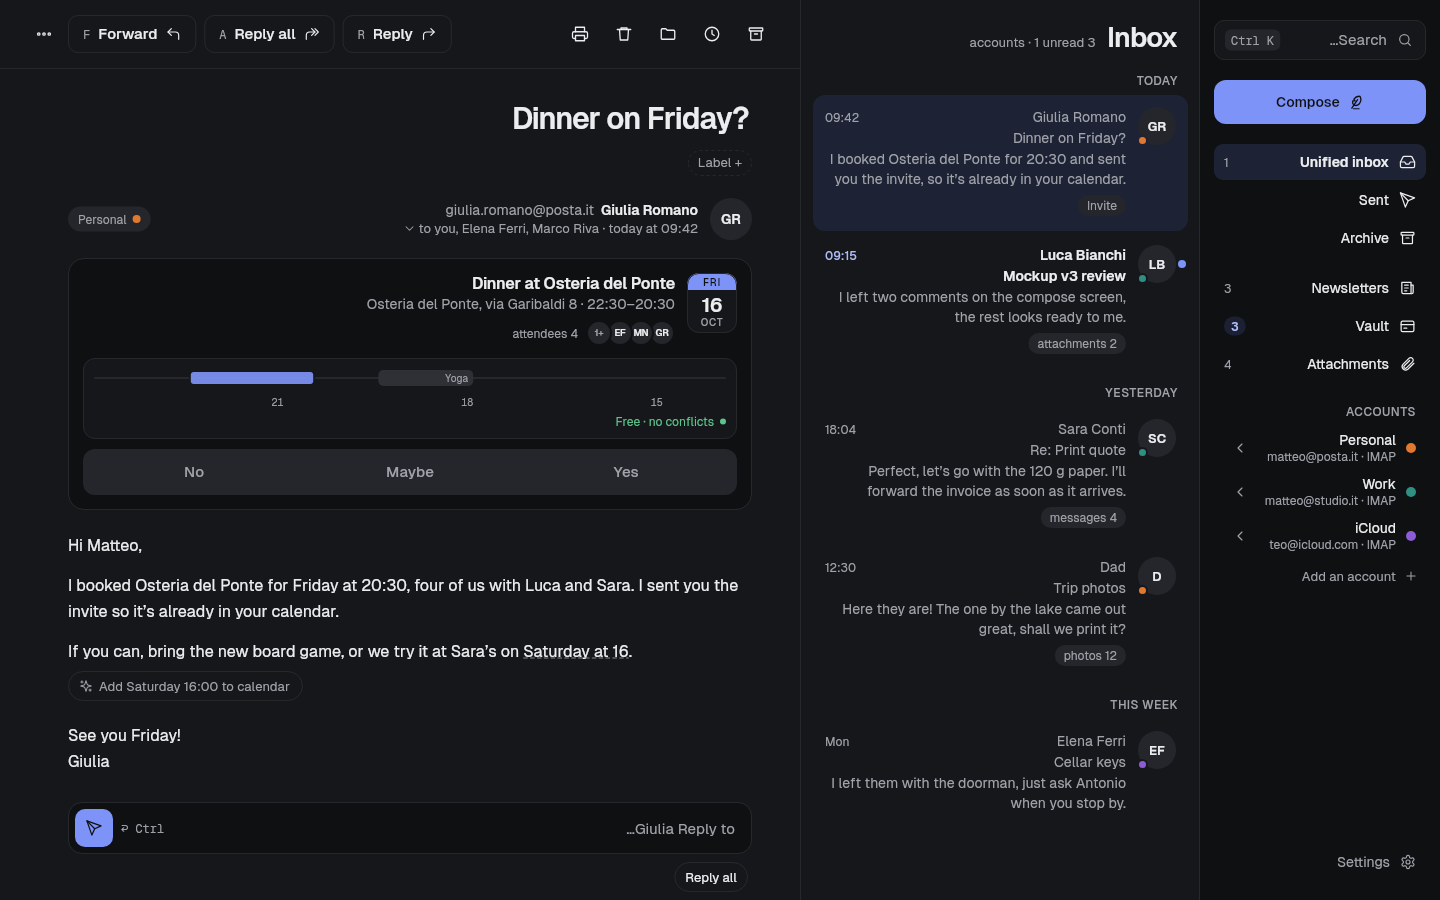 F Forward
A Reply all
R Reply
Dinner on Friday?
Label +
Personal
giulia.romano@posta.it Giulia Romano
to you, Elena Ferri, Marco Riva · today at 09:42
GR
Dinner at Osteria del Ponte
Osteria del Ponte, via Garibaldi 8 · 22:30–20:30
attendees 4
1+ EF MN GR
FRI
16
OCT
Yoga
21 18 15
Free · no conflicts
No Maybe Yes
Hi Matteo,
I booked Osteria del Ponte for Friday at 20:30, four of us with Luca and Sara. I sent you the
invite so it’s already in your calendar.
If you can, bring the new board game, or we try it at Sara’s on Saturday at 16.
Add Saturday 16:00 to calendar
See you Friday!
Giulia
Ctrl
…Giulia Reply to
Reply all
accounts · 1 unread 3 Inbox
TODAY
09:42 Giulia Romano
GR
Dinner on Friday?
I booked Osteria del Ponte for 20:30 and sent
you the invite, so it’s already in your calendar.
Invite
09:15 Luca Bianchi
LB
Mockup v3 review
I left two comments on the compose screen,
the rest looks ready to me.
attachments 2
YESTERDAY
18:04 Sara Conti
SC
Re: Print quote
Perfect, let’s go with the 120 g paper. I’ll
forward the invoice as soon as it arrives.
messages 4
12:30 Dad
D
Trip photos
Here they are! The one by the lake came out
great, shall we print it?
photos 12
THIS WEEK
Mon Elena Ferri
EF
Cellar keys
I left them with the doorman, just ask Antonio
when you stop by.
Ctrl K …Search
Compose
1 Unified inbox
Sent
Archive
3 Newsletters
3 Vault
4 Attachments
ACCOUNTS
Personal
matteo@posta.it · IMAP
Work
matteo@studio.it · IMAP
iCloud
teo@icloud.com · IMAP
Add an account +
Settings